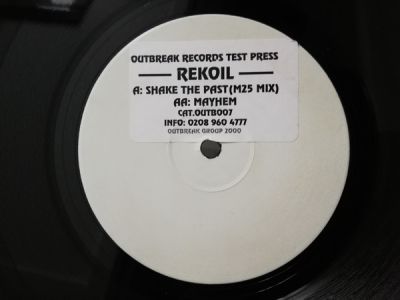 OUTBREAK RECORDS TEST PRESS
REKOIL
A: SHAKE THE PAST(M25 MIX)
AA: MAYHEM
CAT.OUTB007
INFO: 0208 960 4777
OUTBREAK GROUP 2000